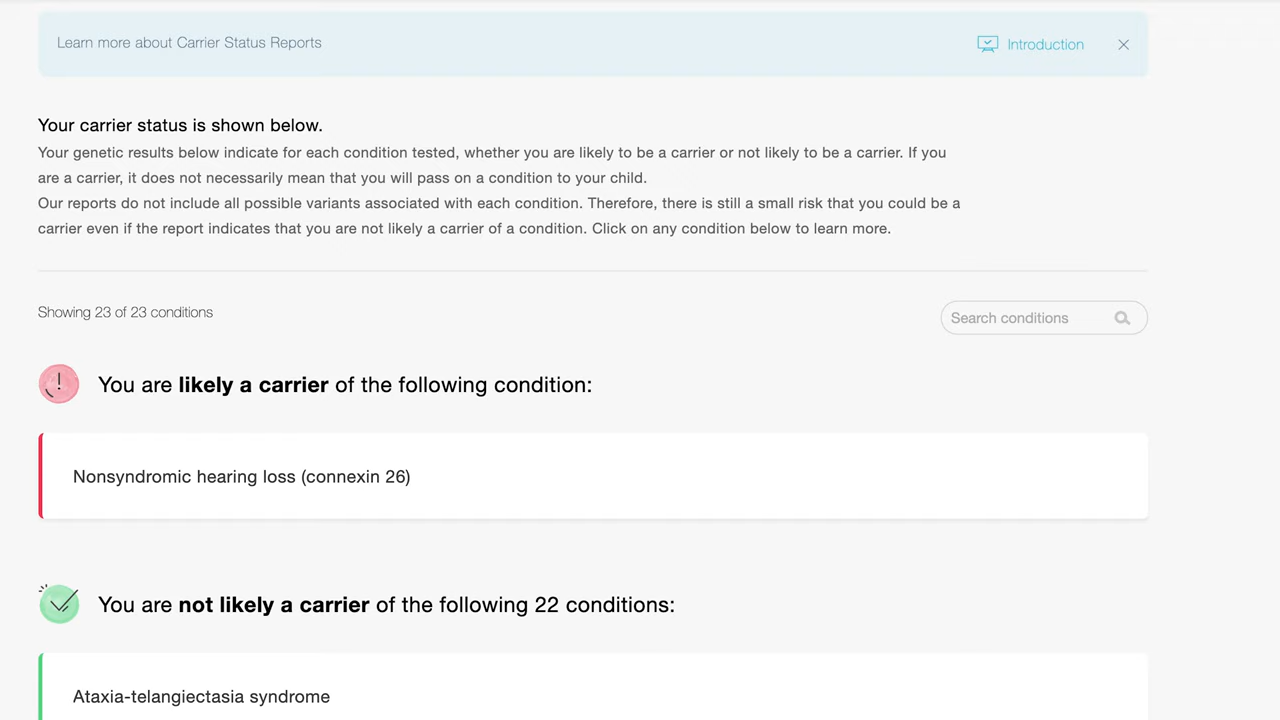 Learn more about Carrier Status Reports
Introduction
Your carrier status is shown below.
Your genetic results below indicate for each condition tested, whether you are likely to be a carrier or not likely to be a carrier. If you
are a carrier, it does not necessarily mean that you will pass on a condition to your child.
Our reports do not include all possible variants associated with each condition. Therefore, there is still a small risk that you could be a
carrier even if the report indicates that you are not likely a carrier of a condition. Click on any condition below to learn more.
Showing 23 of 23 conditions
Search conditions
You are likely a carrier of the following condition:
Nonsyndromic hearing loss (connexin 26)
You are not likely a carrier of the following 22 conditions:
Ataxia-telangiectasia syndrome